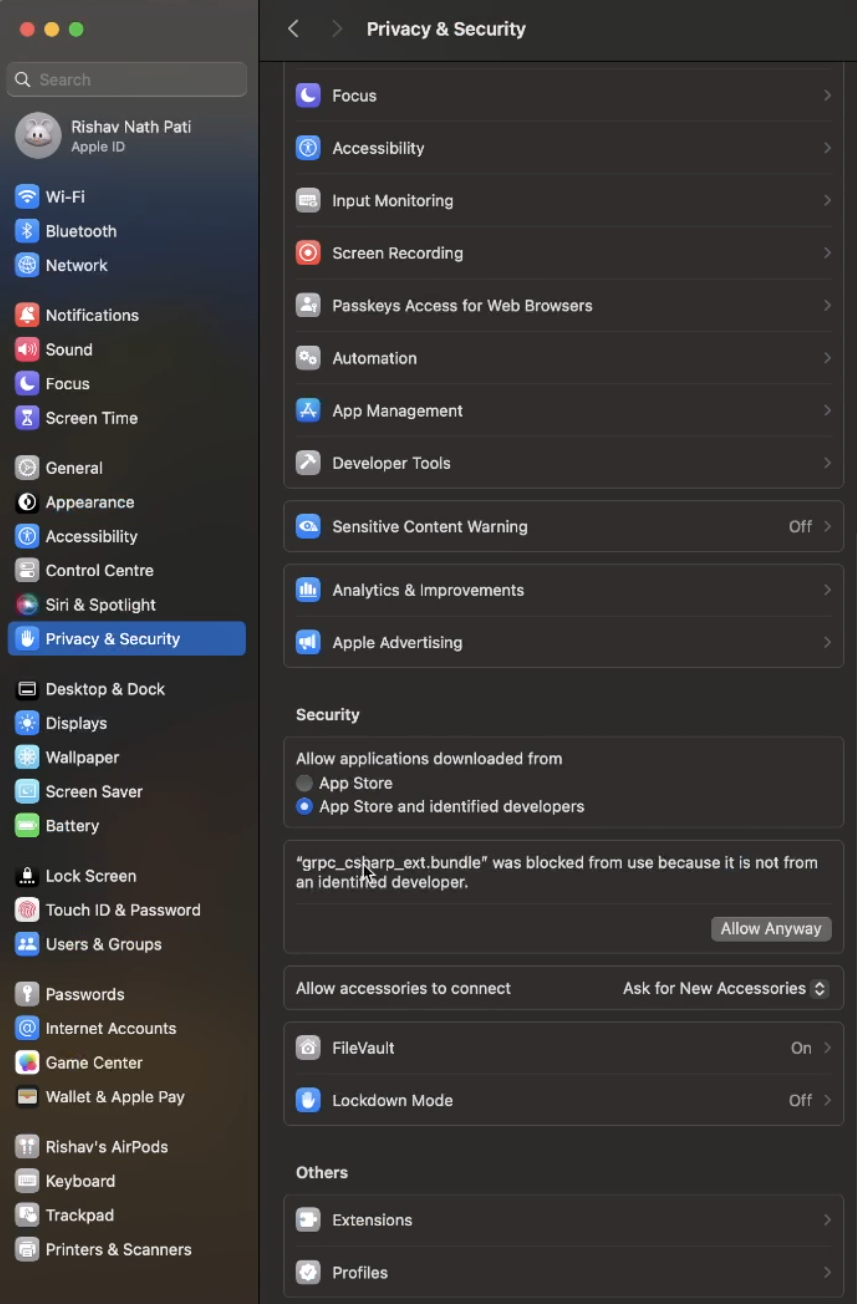 Search
Rishav Nath Pati
Apple ID
Wi-Fi
Bluetooth
Network
Notifications
Sound
Focus
Screen Time
General
Appearance
Accessibility
Control Centre
Siri & Spotlight
Privacy & Security
Desktop & Dock
Displays
Wallpaper
Screen Saver
Battery
Lock Screen
Touch ID & Password
Users & Groups
Passwords
Internet Accounts
Game Center
Wallet & Apple Pay
Rishav's AirPods
Keyboard
Trackpad
Printers & Scanners
Privacy & Security
Focus
Accessibility
Input Monitoring
Screen Recording
Passkeys Access for Web Browsers
Automation
App Management
Developer Tools
Sensitive Content Warning Off
Analytics & Improvements
Apple Advertising
Security
Allow applications downloaded from
App Store
App Store and identified developers
“grpc_csharp_ext.bundle” was blocked from use because it is not from
an identified developer.
Allow Anyway
Allow accessories to connect Ask for New Accessories
FileVault On
Lockdown Mode Off
Others
Extensions
Profiles